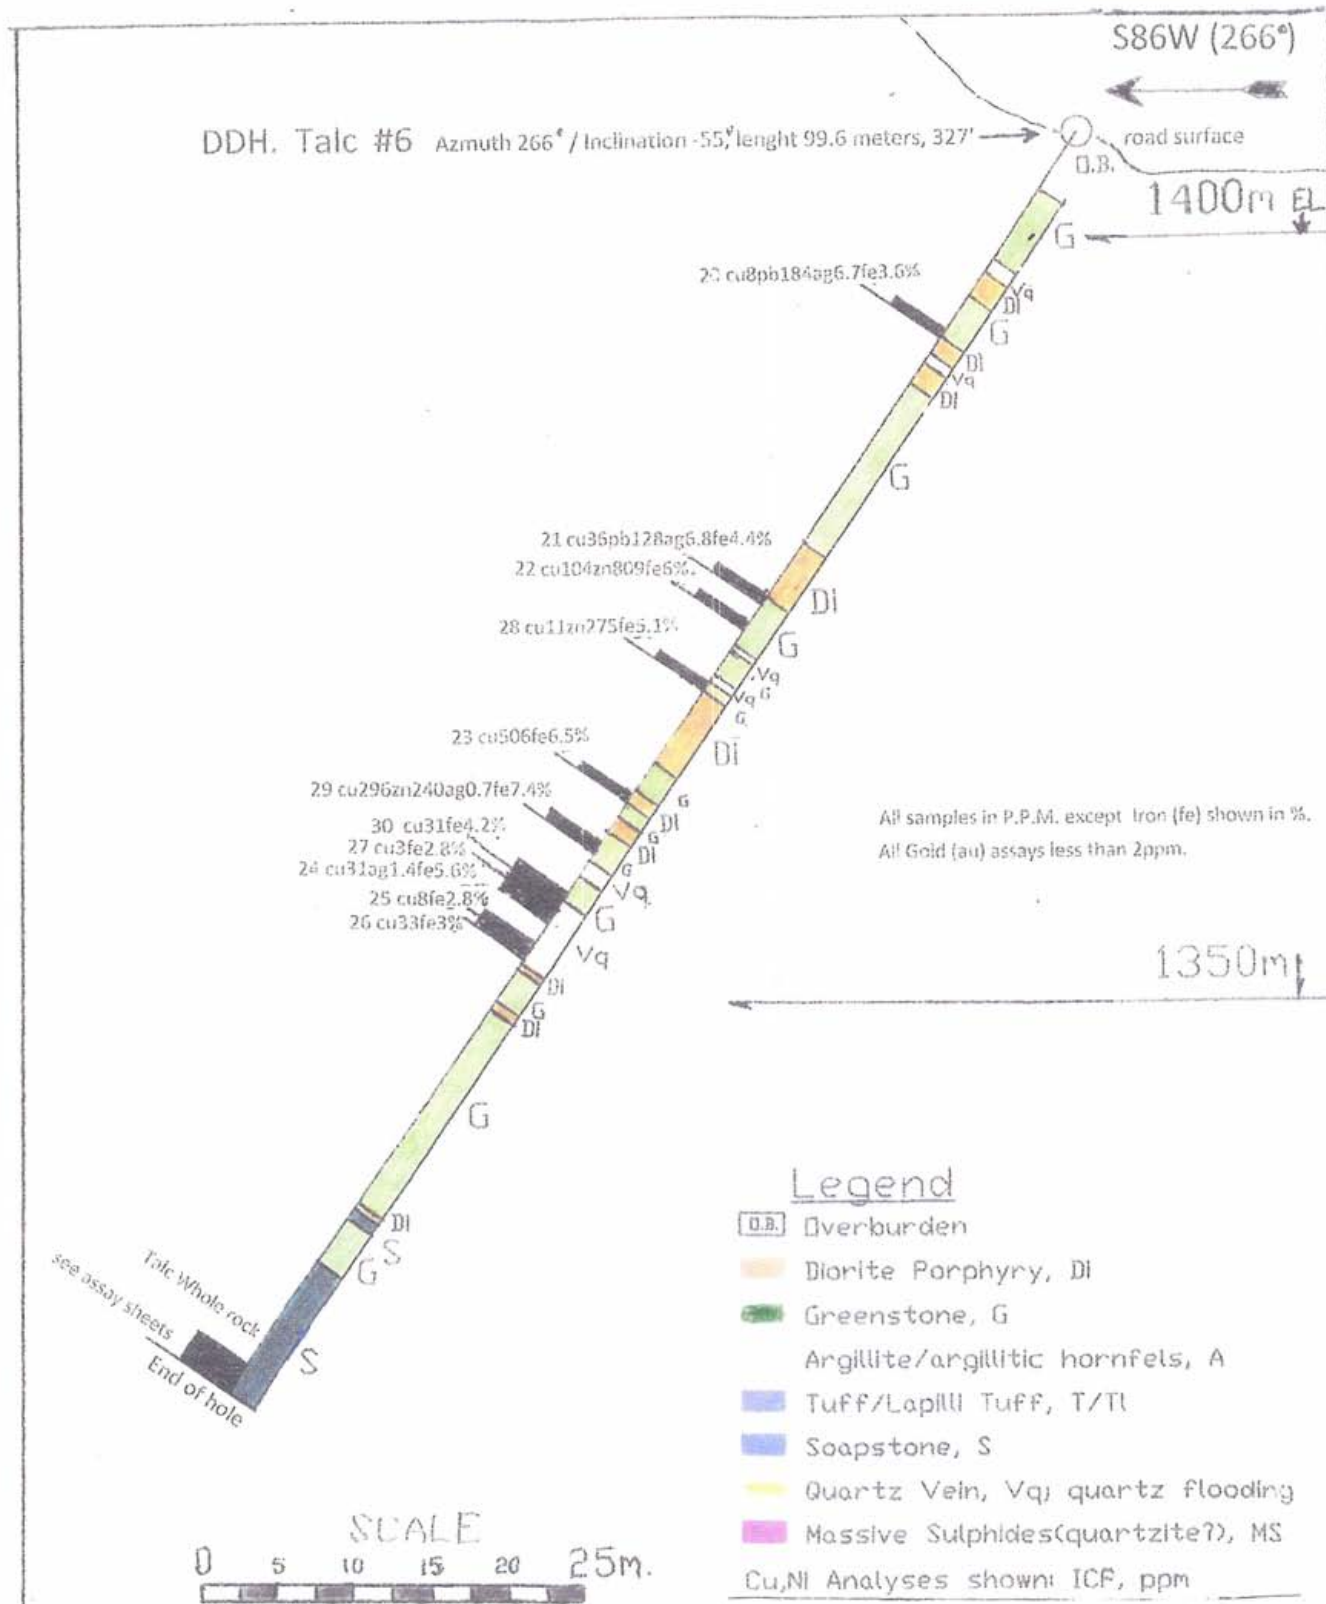 S86W (266°)
DDH. Talc #6 Azimuth 266° / Inclination -55,° lenght 99.6 meters, 327'
road surface
O.B.
1400m EL
G
20 cu8pb184ag6.7fe3.6%
Vq
Di
G
Di
Vq
Di
G
21 cu36pb128ag6.8fe4.4%
22 cu104zn809fe6%.
Di
28 cu11zn275fe5.1%
G
Vq
G
Vq
G
Di
23 cu506fe6.5%
29 cu296zn240ag0.7fe7.4%
G
Di
G
Di
G
30 cu31fe4.2%
27 cu3fe2.8%
24 cu31ag1.4fe5.6%
25 cu8fe2.8%
26 cu33fe3%
Vq
G
Vq
All samples in P.P.M. except Iron (fe) shown in %.
All Gold (au) assays less than 2ppm.
1350m
Di
G
Di
G
Di
S
G
Talc Whole rock
see assay sheets
End of hole
S
Legend
O.B. Overburden
Diorite Porphyry, Di
Greenstone, G
Argillite/argillitic hornfels, A
Tuff/Lapilli Tuff, T/Tl
Soapstone, S
Quartz Vein, Vq; quartz flooding
Massive Sulphides(quartzite?), MS
Cu,Ni Analyses shown: ICP, ppm
SCALE
0 5 10 15 20 25m.